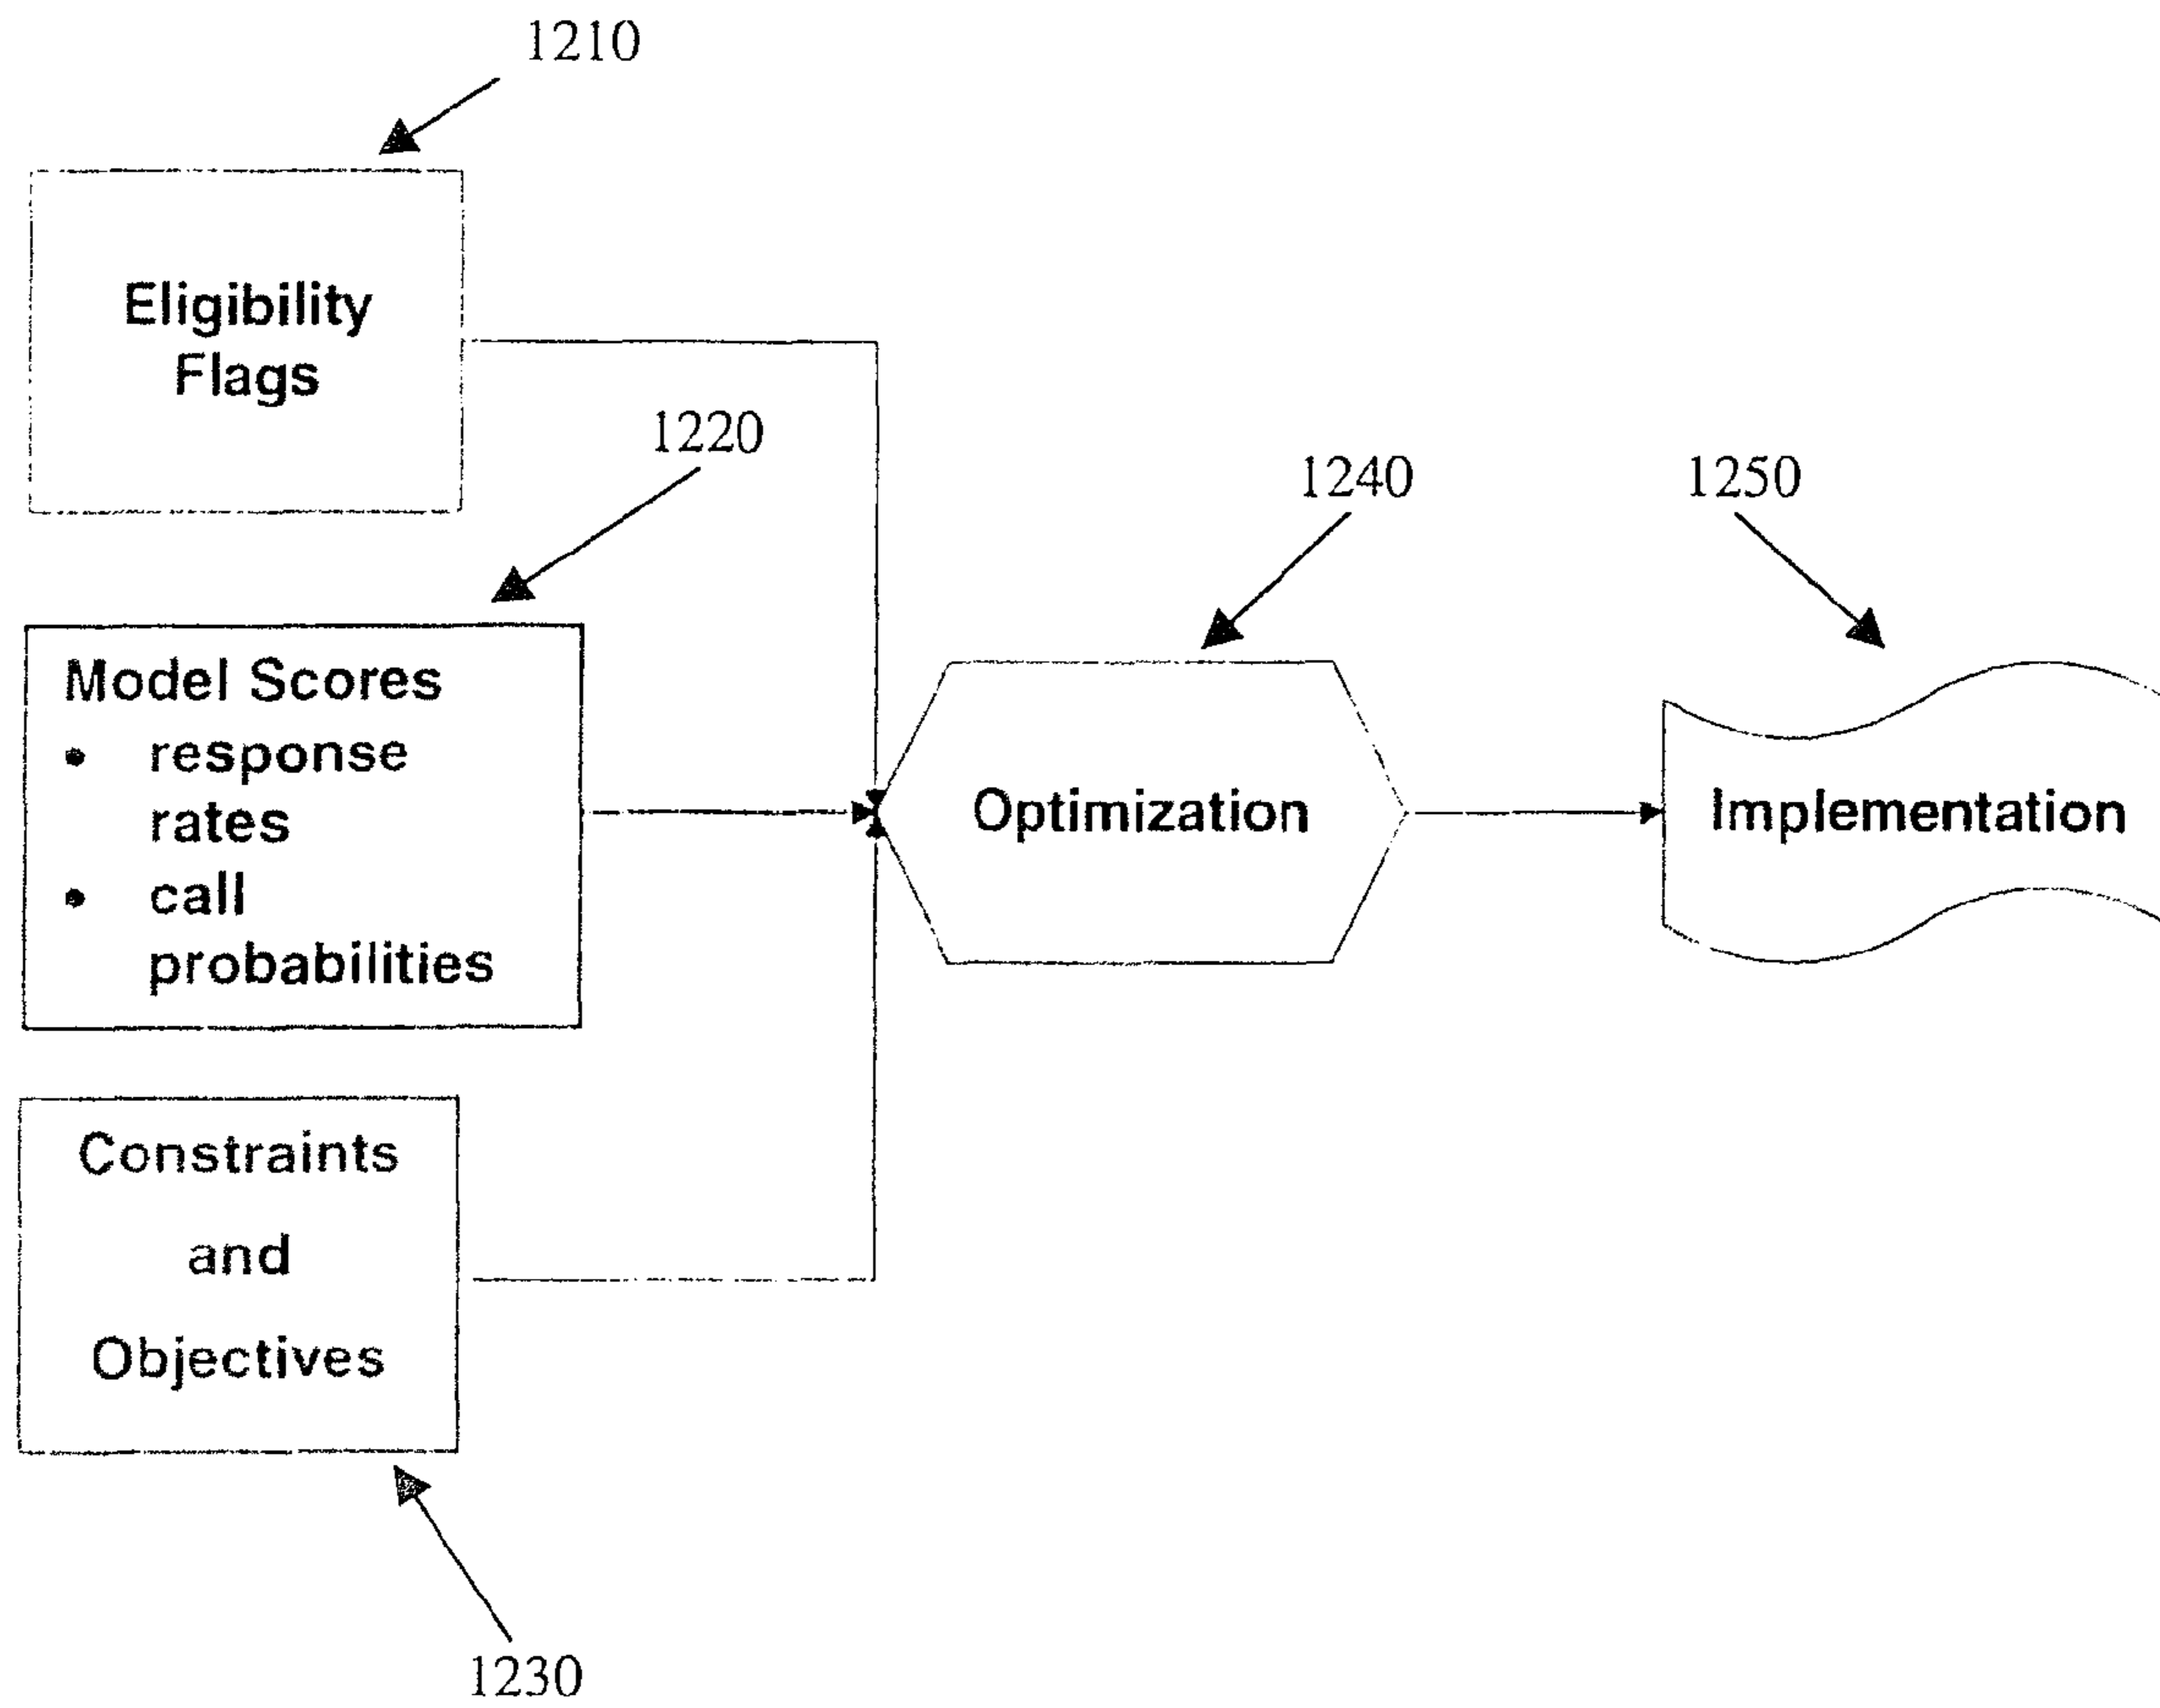 1210
Eligibility
Flags
1220
Model Scores
• response
rates
• call
probabilities
Constraints
and
Objectives
1230
1240
Optimization
1250
Implementation